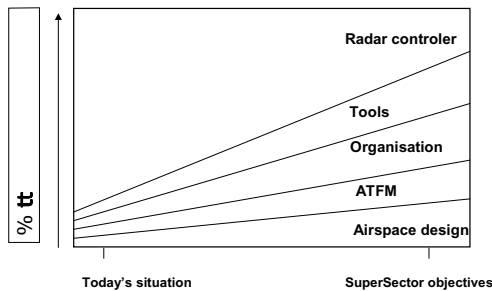 Radar controler
Tools
Organisation
ATFM
Airspace design
% tt
Today's situation
SuperSector objectives